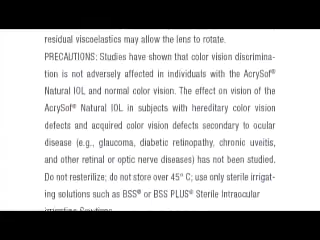 residual viscoelastics may allow the lens to rotate.
PRECAUTIONS: Studies have shown that color vision discrimina-
tion is not adversely affected in individuals with the AcrySof®
Natural IOL and normal color vision. The effect on vision of the
AcrySof® Natural IOL in subjects with hereditary color vision
defects and acquired color vision defects secondary to ocular
disease (e.g., glaucoma, diabetic retinopathy, chronic uveitis,
and other retinal or optic nerve diseases) has not been studied.
Do not resterilize; do not store over 45° C; use only sterile irrigat-
ing solutions such as BSS® or BSS PLUS® Sterile Intraocular
Irrigating Solutions.